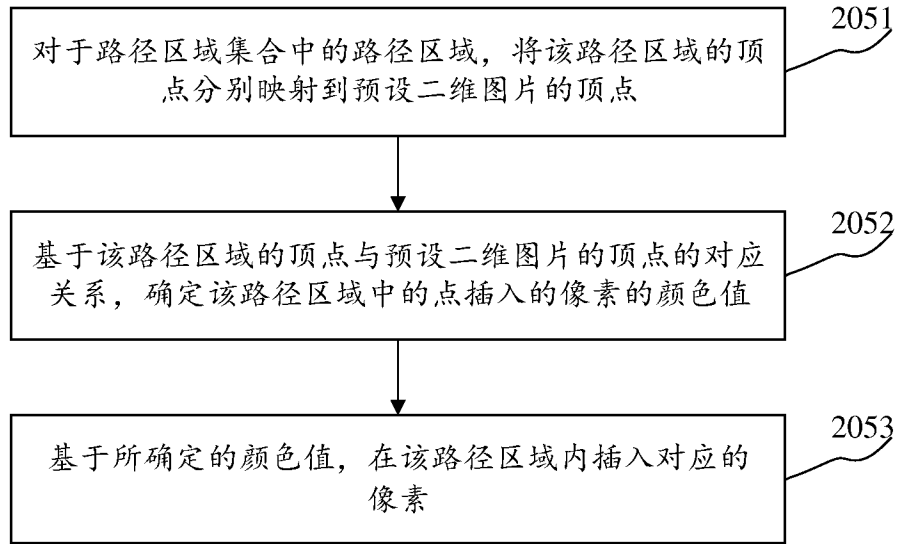 2051
对于路径区域集合中的路径区域，将该路径区域的顶
点分别映射到预设二维图片的顶点
2052
基于该路径区域的顶点与预设二维图片的顶点的对应
关系，确定该路径区域中的点插入的像素的颜色值
2053
基于所确定的颜色值，在该路径区域内插入对应的
像素